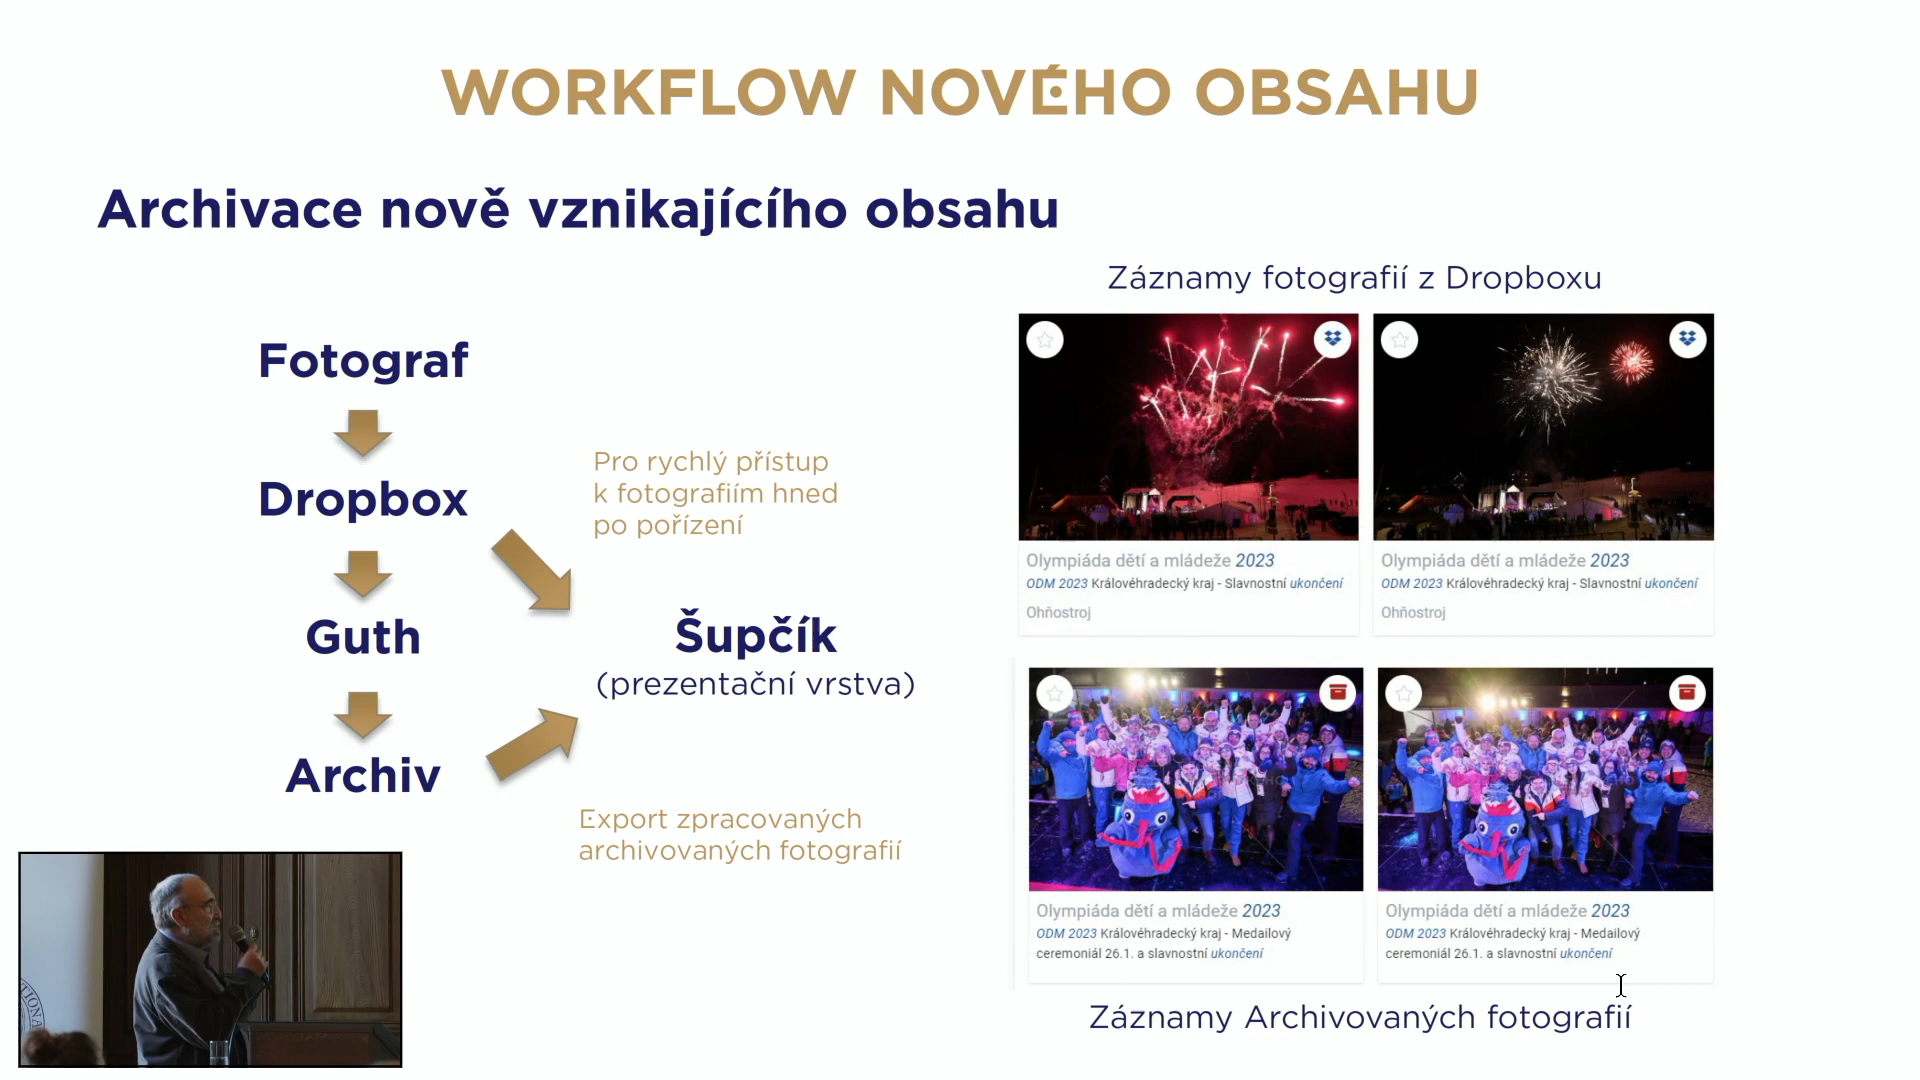 WORKFLOW NOVÉHO OBSAHU
Archivace nově vznikajícího obsahu
Fotograf
Dropbox
Guth
Archiv
Pro rychlý přístup
k fotografiím hned
po pořízení
Šupčík
(prezentační vrstva)
Export zpracovaných
archivovaných fotografií
Záznamy fotografií z Dropboxu
Olympiáda dětí a mládeže 2023
ODM 2023 Královéhradecký kraj - Slavnostní ukončení
Ohňostroj
Olympiáda dětí a mládeže 2023
ODM 2023 Královéhradecký kraj - Slavnostní ukončení
Ohňostroj
Olympiáda dětí a mládeže 2023
ODM 2023 Královéhradecký kraj - Medailový
ceremoniál 26.1. a slavnostní ukončení
Olympiáda dětí a mládeže 2023
ODM 2023 Královéhradecký kraj - Medailový
ceremoniál 26.1. a slavnostní ukončení
Záznamy Archivovaných fotografií